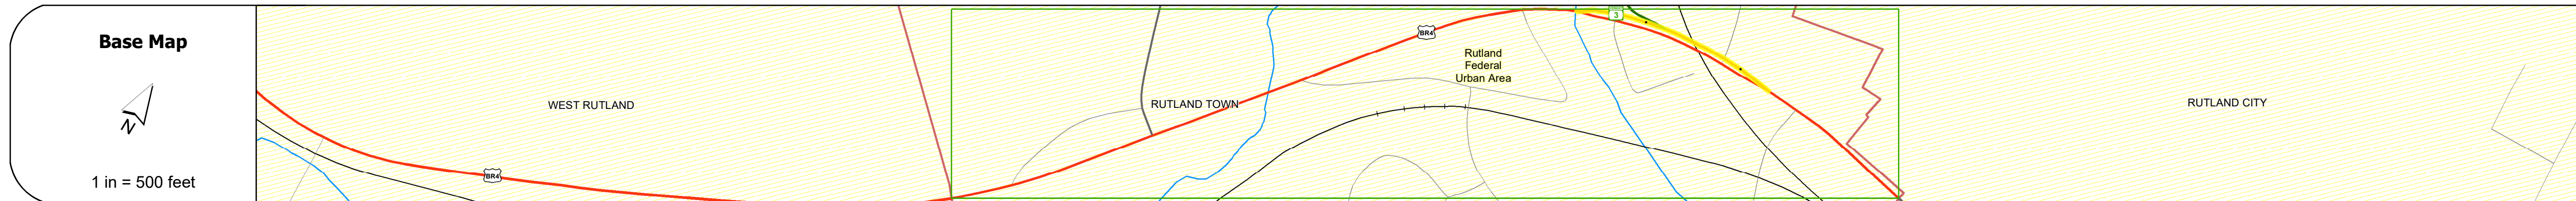 Base Map
N
1 in = 500 feet
WEST RUTLAND
BR4
RUTLAND TOWN
BR4
Rutland
Federal
Urban Area
3
RUTLAND CITY